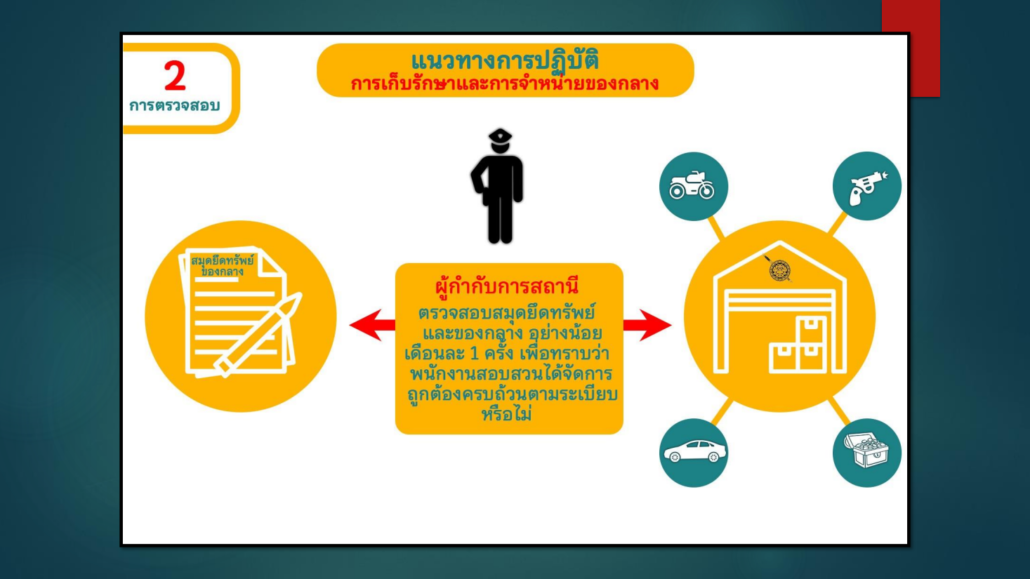 2
การตรวจสอบ
แนวทางการปฏิบัติ
การเก็บรักษาและการจำหน่ายของกลาง
สมุดยึดทรัพย์
ของกลาง
ผู้กำกับการสถานี
ตรวจสอบสมุดยึดทรัพย์
และของกลาง อย่างน้อย
เดือนละ 1 ครั้ง เพื่อทราบว่า
พนักงานสอบสวนได้จัดการ
ถูกต้องครบถ้วนตามระเบียบ
หรือไม่